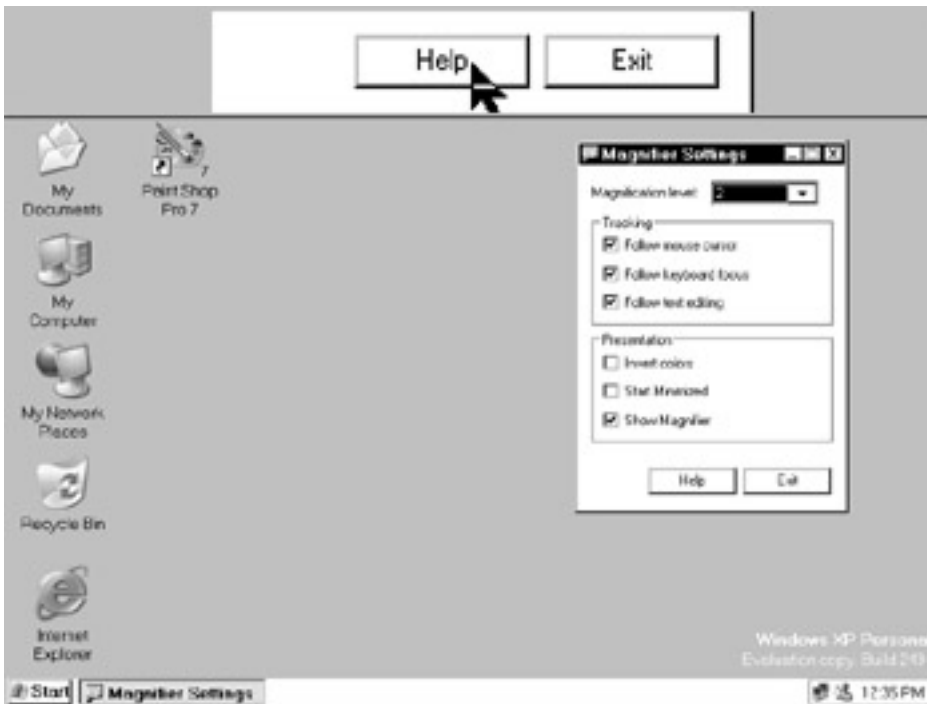 Help
Exit
My
Documents
Paint Shop
Pro 7
My
Computer
My Network
Places
Recycle Bin
Internet
Explorer
Magnifier Settings
Magnification level: 2
Tracking
Follow mouse cursor
Follow keyboard focus
Follow text editing
Presentation
Invert colors
Start Minimized
Show Magnifier
Help
Exit
Windows XP Persona
Evaluation copy. Build
Start
Magnifier Settings
12:35 PM